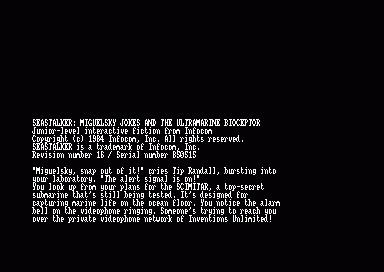 SEASTALKER: MIGUELSKY JOKES AND THE ULTRAMARINE BIOCEPTOR
Junior-level interactive fiction from Infocom
Copyright (c) 1984 Infocom, Inc. All rights reserved.
SEASTALKER is a trademark of Infocom, Inc.
Revision number 16 / Serial number 850515
"Miguelsky, snap out of it!" cries Tip Randall, bursting into
your laboratory. "The alert signal is on!"
You look up from your plans for the SCIMITAR, a top-secret
submarine that's still being tested. It's designed for
capturing marine life on the ocean floor. You notice the alarm
bell on the videophone ringing. Someone's trying to reach you
over the private videophone network of Inventions Unlimited!